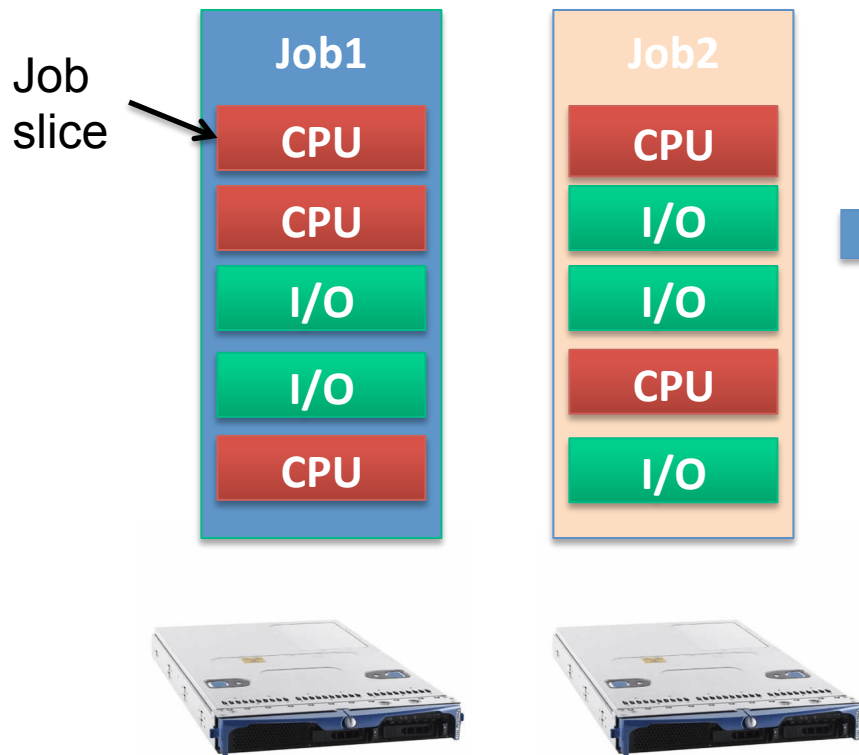 Job
slice
Job1
CPU
CPU
I/O
I/O
CPU
Job2
CPU
I/O
I/O
CPU
I/O